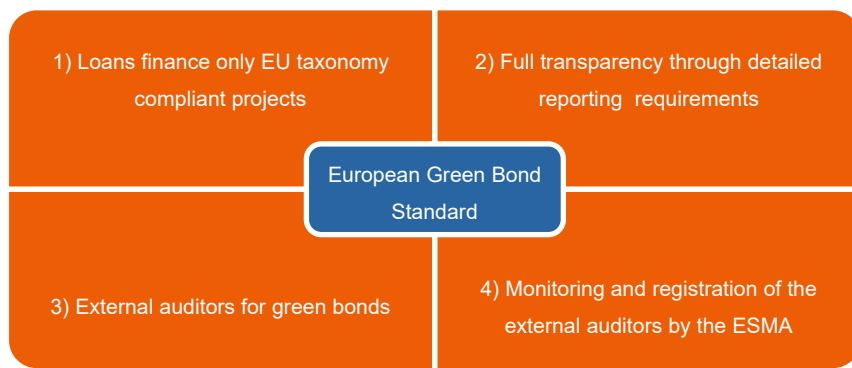 1) Loans finance only EU taxonomy
compliant projects
2) Full transparency through detailed
reporting requirements
European Green Bond
Standard
3) External auditors for green bonds
4) Monitoring and registration of the
external auditors by the ESMA